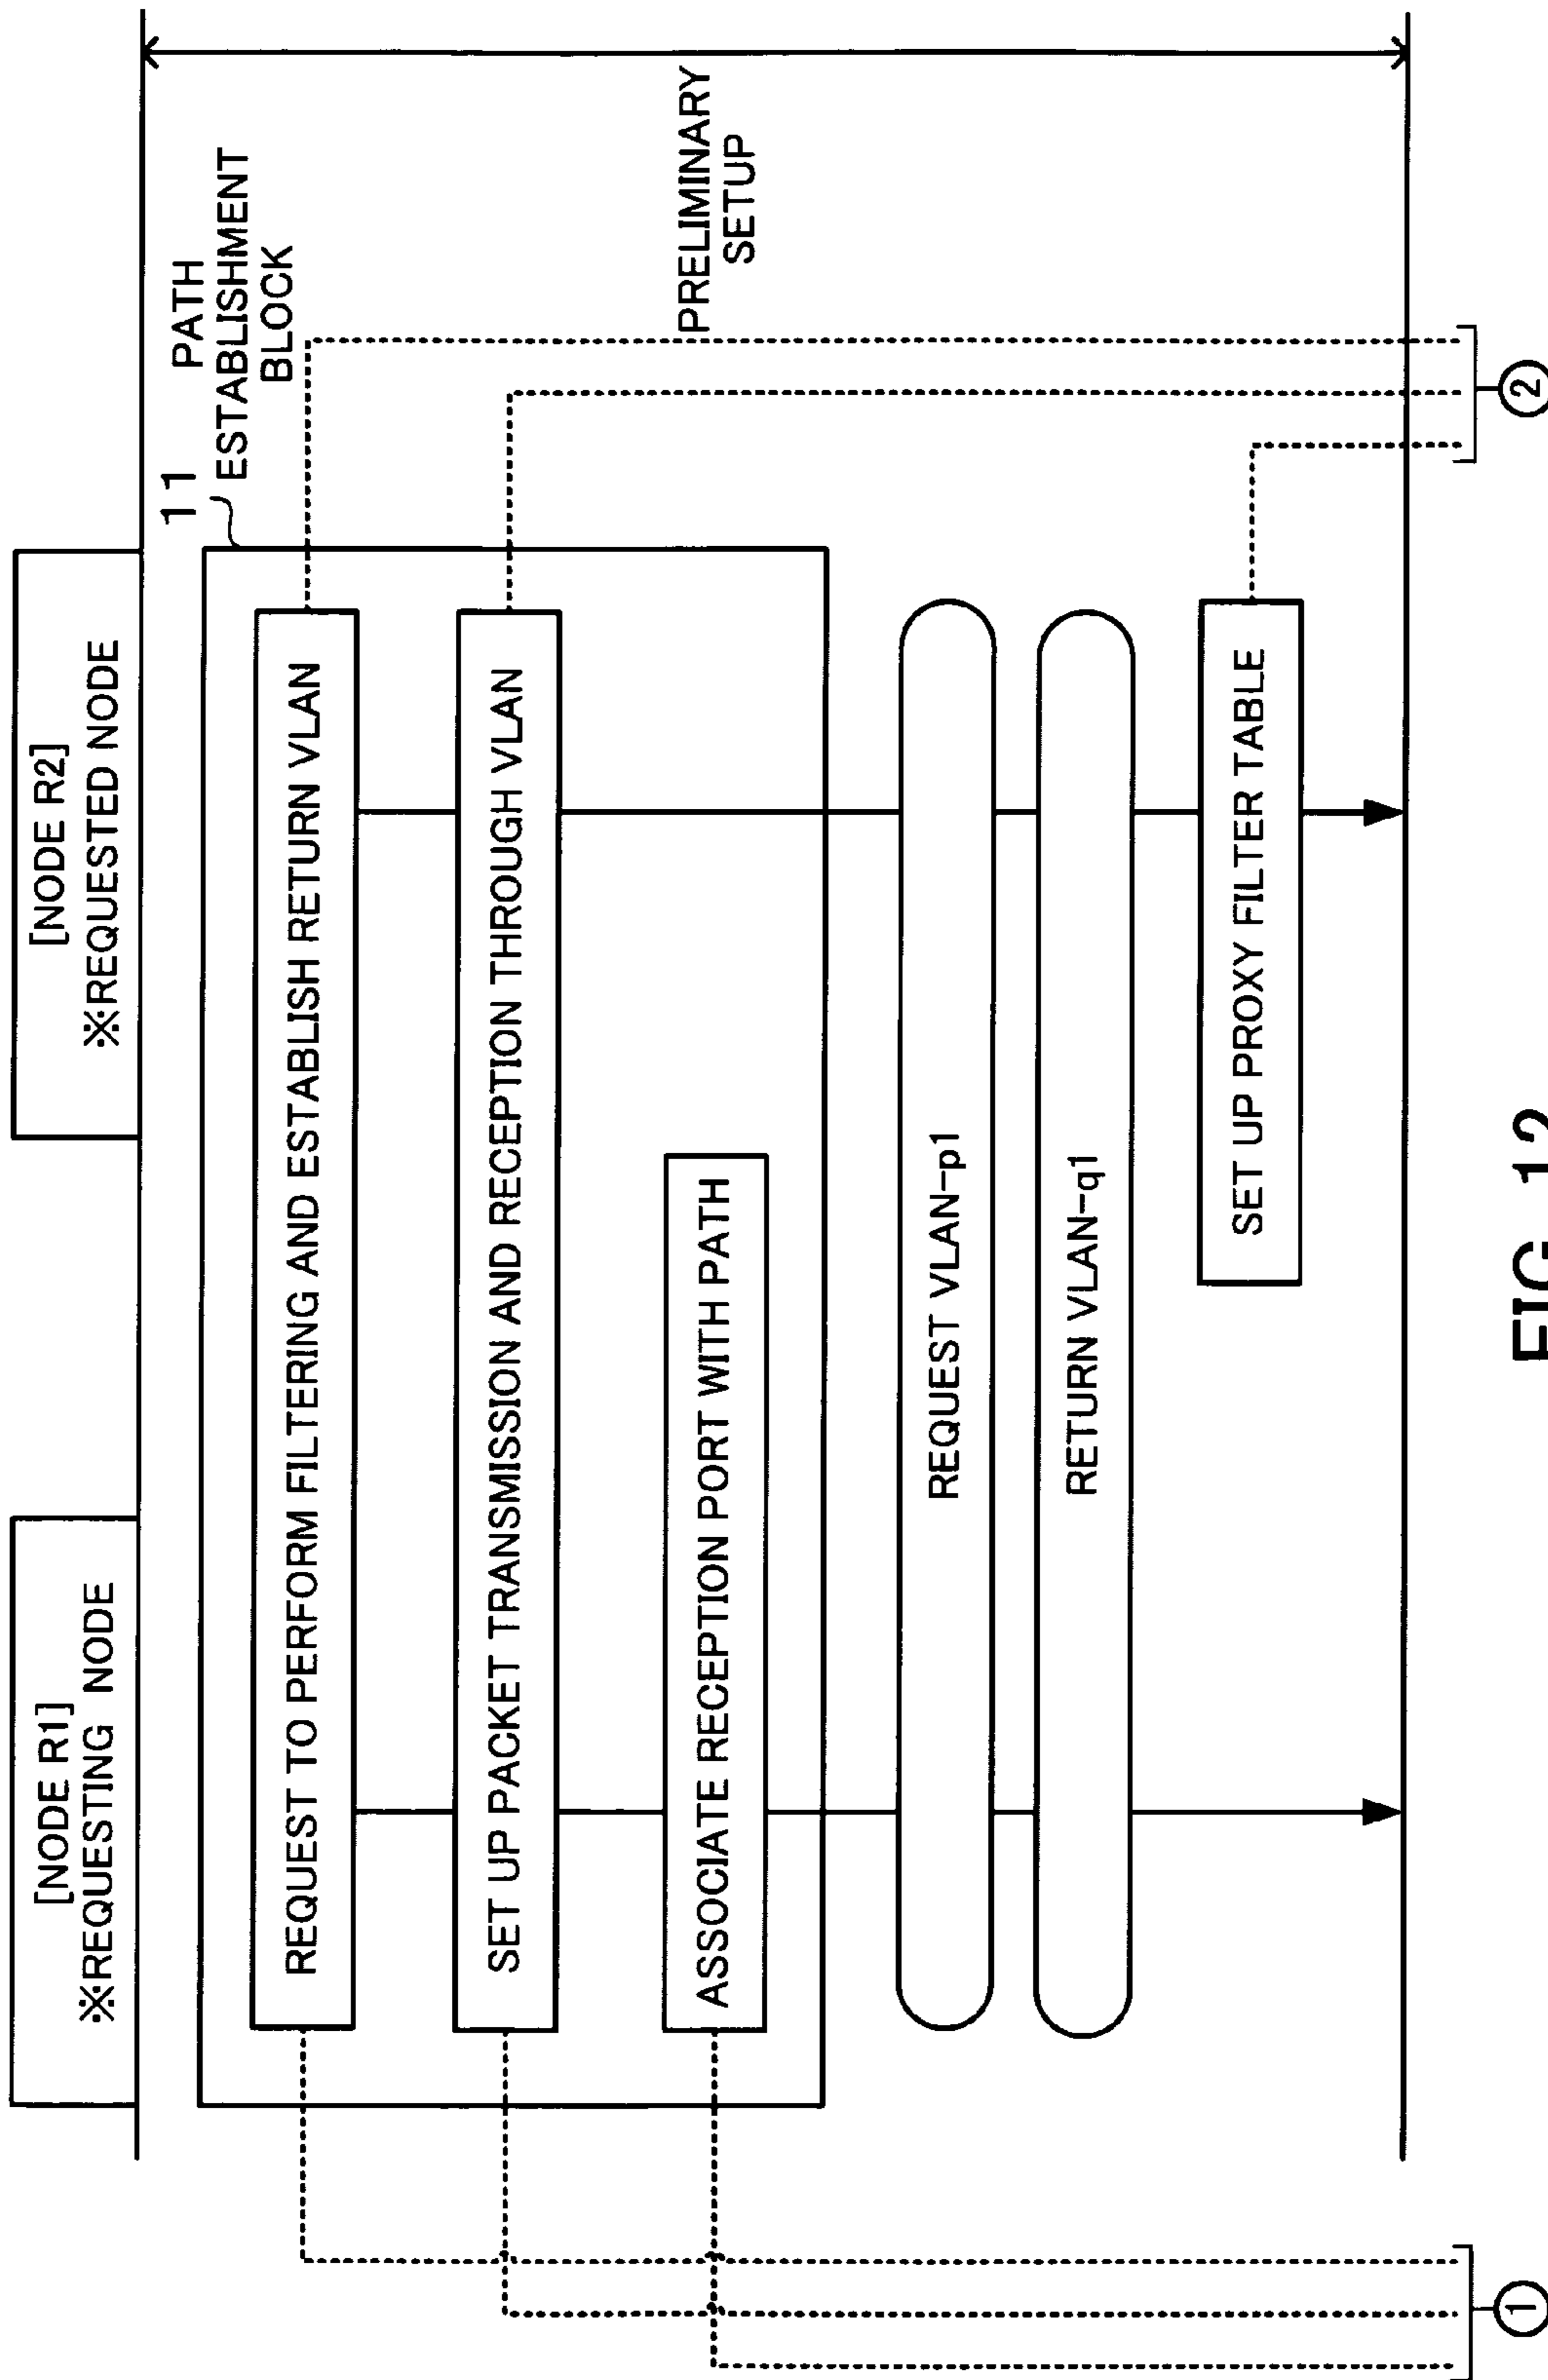 [NODE R1]
※REQUESTING NODE
[NODE R2]
※REQUESTED NODE
11
PATH
ESTABLISHMENT
BLOCK
REQUEST TO PERFORM FILTERING AND ESTABLISH RETURN VLAN
SET UP PACKET TRANSMISSION AND RECEPTION THROUGH VLAN
ASSOCIATE RECEPTION PORT WITH PATH
PRELIMINARY
SETUP
REQUEST VLAN-p1
RETURN VLAN-q1
SET UP PROXY FILTER TABLE
①
②
FIG. 12